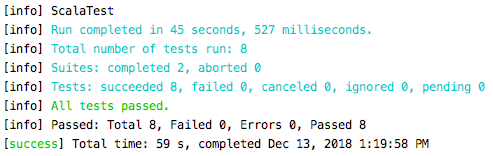 [info] ScalaTest
[info] Run completed in 45 seconds, 527 milliseconds.
[info] Total number of tests run: 8
[info] Suites: completed 2, aborted 0
[info] Tests: succeeded 8, failed 0, canceled 0, ignored 0, pending 0
[info] All tests passed.
[info] Passed: Total 8, Failed 0, Errors 0, Passed 8
[success] Total time: 59 s, completed Dec 13, 2018 1:19:58 PM